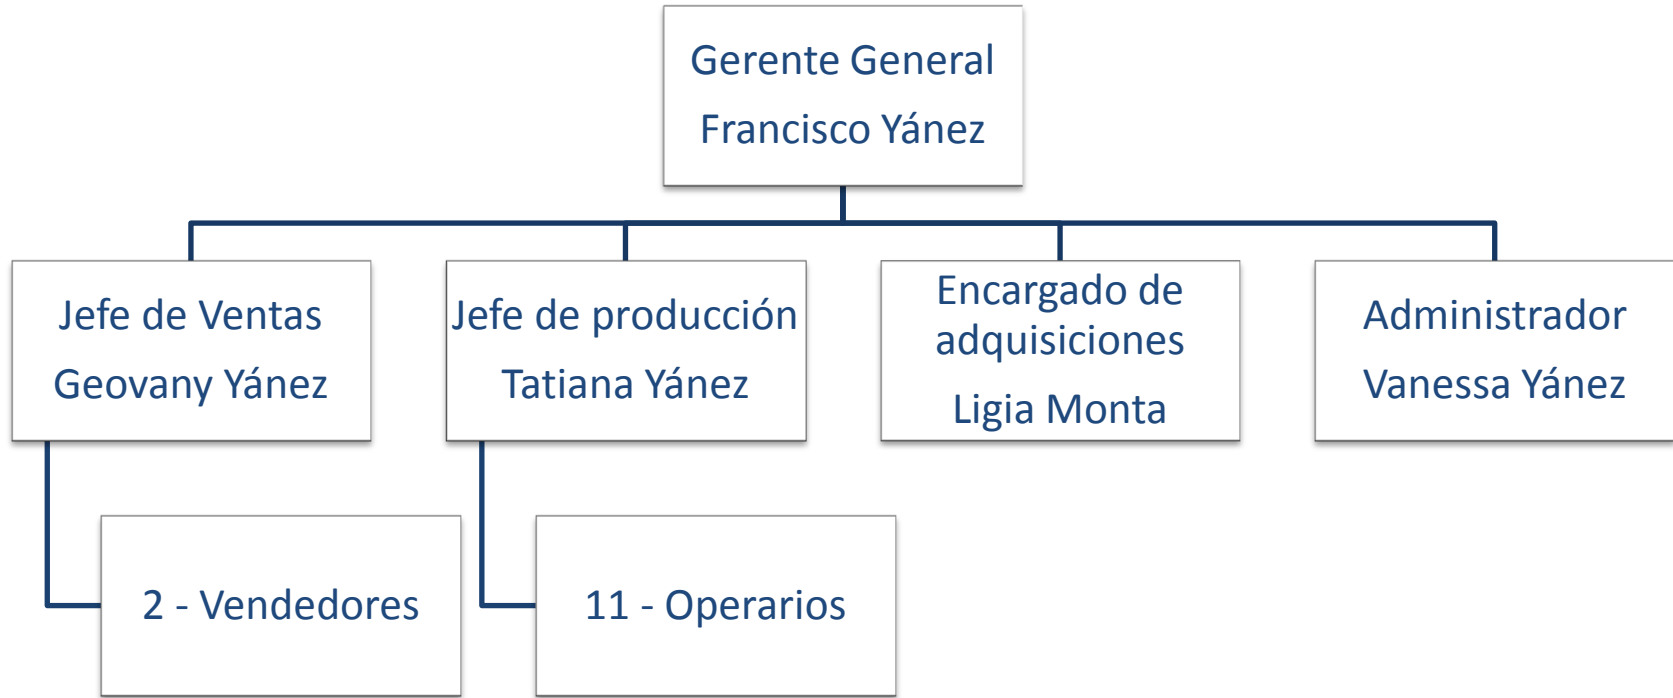 Gerente General
Francisco Yánez
Jefe de Ventas
Geovany Yánez
Jefe de producción
Tatiana Yánez
Encargado de
adquisiciones
Ligia Monta
Administrador
Vanessa Yánez
2 - Vendedores
11 - Operarios